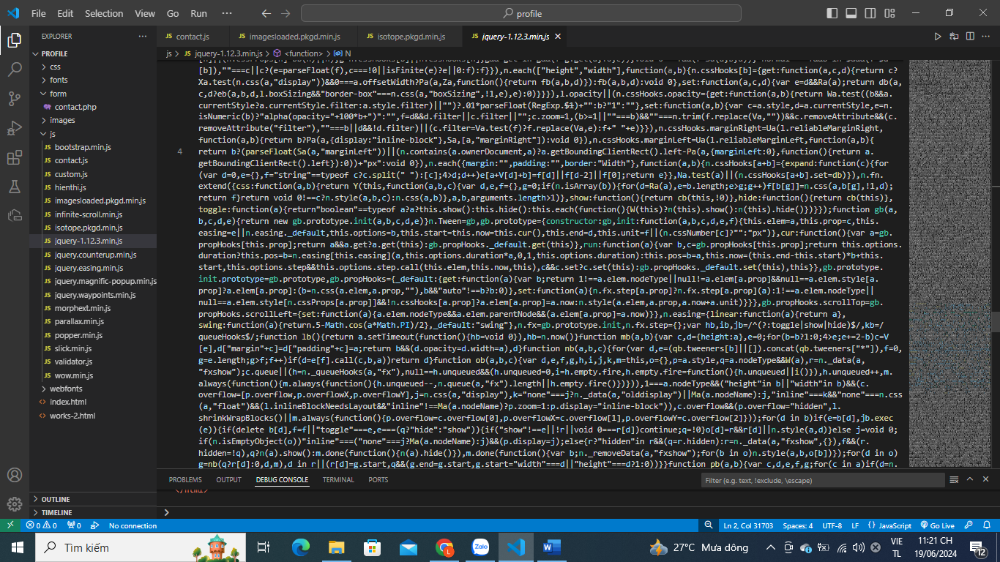 File Edit Selection View Go Run ··· profile
EXPLORER
PROFILE
css
fonts
form
contact.php
images
js
bootstrap.min.js
contact.js
custom.js
hienthi.js
imagesloaded.pkgd.min.js
infinite-scroll.min.js
isotope.pkgd.min.js
jquery-1.12.3.min.js
jquery.counterup.min.js
jquery.easing.min.js
jquery.magnific-popup.min.js
jquery.waypoints.min.js
morphext.min.js
parallax.min.js
popper.min.js
slick.min.js
validator.js
wow.min.js
webfonts
index.html
works-2.html
OUTLINE
TIMELINE
contact.js imagesloaded.pkgd.min.js isotope.pkgd.min.js jquery-1.12.3.min.js
js > jquery-1.12.3.min.js > <function> > N
b]),""===c||c?(e=parseFloat(f),c===!0||isFinite(e)?e||0:f):f}}),n.each(["height","width"],function(a,b){n.cssHooks[b]={get:function(a,c,d){return c?
Xa.test(n.css(a,"display"))&&0===a.offsetWidth?Pa(a,Za,function(){return fb(a,b,d)}):fb(a,b,d):void 0},set:function(a,c,d){var e=d&&Ra(a);return db(a,
c,d?eb(a,b,d,l.boxSizing&&"border-box"===n.css(a,"boxSizing",!1,e),e):0)}}}),l.opacity||(n.cssHooks.opacity={get:function(a,b){return Wa.test((b&&a.
currentStyle?a.currentStyle.filter:a.style.filter)||"")?.01*parseFloat(RegExp.$1)+"":b?"1":""},set:function(a,b){var c=a.style,d=a.currentStyle,e=n.
isNumeric(b)?"alpha(opacity="+100*b+")":"",f=d&&d.filter||c.filter||"";c.zoom=1,(b>=1||""===b)&&""===n.trim(f.replace(Va,""))&&c.removeAttribute&&(c.
removeAttribute("filter"),""===b||d&&!d.filter)||(c.filter=Va.test(f)?f.replace(Va,e):f+" "+e)}}),n.cssHooks.marginRight=Ua(l.reliableMarginRight,
function(a,b){return b?Pa(a,{display:"inline-block"},Sa,[a,"marginRight"]):void 0}),n.cssHooks.marginLeft=Ua(l.reliableMarginLeft,function(a,b){
4 return b?(parseFloat(Sa(a,"marginLeft"))||(n.contains(a.ownerDocument,a)?a.getBoundingClientRect().left-Pa(a,{marginLeft:0},function(){return a.
getBoundingClientRect().left}):0))+"px":void 0}),n.each({margin:"",padding:"",border:"Width"},function(a,b){n.cssHooks[a+b]={expand:function(c){for
(var d=0,e={},f="string"==typeof c?c.split(" "):[c];4>d;d++)e[a+V[d]+b]=f[d]||f[d-2]||f[0];return e}},Na.test(a)||(n.cssHooks[a+b].set=db)}),n.fn.
extend({css:function(a,b){return Y(this,function(a,b,c){var d,e,f={},g=0;if(n.isArray(b)){for(d=Ra(a),e=b.length;e>g;g++)f[b[g]]=n.css(a,b[g],!1,d);
return f}return void 0!==c?n.style(a,b,c):n.css(a,b)},a,b,arguments.length>1)},show:function(){return cb(this,!0)},hide:function(){return cb(this)},
toggle:function(a){return"boolean"==typeof a?a?this.show():this.hide():this.each(function(){W(this)?n(this).show():n(this).hide()})}});function gb(a,
b,c,d,e){return new gb.prototype.init(a,b,c,d,e)}n.Tween=gb,gb.prototype={constructor:gb,init:function(a,b,c,d,e,f){this.elem=a,this.prop=c,this.
easing=e||n.easing._default,this.options=b,this.start=this.now=this.cur(),this.end=d,this.unit=f||(n.cssNumber[c]?"":"px")},cur:function(){var a=gb.
propHooks[this.prop];return a&&a.get?a.get(this):gb.propHooks._default.get(this)},run:function(a){var b,c=gb.propHooks[this.prop];return this.options.
duration?this.pos=b=n.easing[this.easing](a,this.options.duration*a,0,1,this.options.duration):this.pos=b=a,this.now=(this.end-this.start)*b+this.
start,this.options.step&&this.options.step.call(this.elem,this.now,this),c&&c.set?c.set(this):gb.propHooks._default.set(this),this}},gb.prototype.
init.prototype=gb.prototype,gb.propHooks={_default:{get:function(a){var b;return 1!==a.elem.nodeType||null!=a.elem[a.prop]&&null==a.elem.style[a.
prop]?a.elem[a.prop]:(b=n.css(a.elem,a.prop,""),b&&"auto"!==b?b:0)},set:function(a){n.fx.step[a.prop]?n.fx.step[a.prop](a):1!==a.elem.nodeType||
null==a.elem.style[n.cssProps[a.prop]]&&!n.cssHooks[a.prop]?a.elem[a.prop]=a.now:n.style(a.elem,a.prop,a.now+a.unit)}}},gb.propHooks.scrollTop=gb.
propHooks.scrollLeft={set:function(a){a.elem.nodeType&&a.elem.parentNode&&(a.elem[a.prop]=a.now)}},n.easing={linear:function(a){return a},
swing:function(a){return.5-Math.cos(a*Math.PI)/2},_default:"swing"},n.fx=gb.prototype.init,n.fx.step={};var hb,ib,jb=/^(?:toggle|show|hide)$/,kb=/
queueHooks$/;function lb(){return a.setTimeout(function(){hb=void 0}),hb=n.now()}function mb(a,b){var c,d={height:a},e=0;for(b=b?1:0;4>e;e+=2-b)c=V
[e],d["margin"+c]=d["padding"+c]=a;return b&&(d.opacity=d.width=a),d}function nb(a,b,c){for(var d,e=(qb.tweeners[b]||[]).concat(qb.tweeners["*"]),f=0,
g=e.length;g>f;f++)if(d=e[f].call(c,b,a))return d}function ob(a,b,c){var d,e,f,g,h,i,j,k,m=this,o={},p=a.style,q=a.nodeType&&W(a),r=n._data(a,
"fxshow");c.queue||(h=n._queueHooks(a,"fx"),null==h.unqueued&&(h.unqueued=0,i=h.empty.fire,h.empty.fire=function(){h.unqueued||i()}),h.unqueued++,m.
always(function(){m.always(function(){h.unqueued--,n.queue(a,"fx").length||h.empty.fire()})})),1===a.nodeType&&("height"in b||"width"in b)&&(c.
overflow=[p.overflow,p.overflowX,p.overflowY],j=n.css(a,"display"),k="none"===j?n._data(a,"olddisplay")||Ma(a.nodeName):j,"inline"===k&&"none"===n.css
(a,"float")&&(l.inlineBlockNeedsLayout&&"inline"!==Ma(a.nodeName)?p.zoom=1:p.display="inline-block")),c.overflow&&(p.overflow="hidden",l.
shrinkWrapBlocks()||m.always(function(){p.overflow=c.overflow[0],p.overflowX=c.overflow[1],p.overflowY=c.overflow[2]}));for(d in b)if(e=b[d],jb.exec
(e)){if(delete b[d],f=f||"toggle"===e,e===(q?"hide":"show")){if("show"!==e||!r||void 0===r[d])continue;q=!0}o[d]=r&&r[d]||n.style(a,d)}else j=void 0;
if(n.isEmptyObject(o))"inline"===("none"===j?Ma(a.nodeName):j)&&(p.display=j);else{r?"hidden"in r&&(q=r.hidden):r=n._data(a,"fxshow",{}),f&&(r.
hidden=!q),q?n(a).show():m.done(function(){n(a).hide()}),m.done(function(){var b;n._removeData(a,"fxshow");for(b in o)n.style(a,b,o[b])});for(d in o)
g=nb(q?r[d]:0,d,m),d in r||(r[d]=g.start,q&&(g.end=g.start,g.start="width"===d||"height"===d?1:0))}}function pb(a,b){var c,d,e,f,g;for(c in a)if(d=n.
PROBLEMS OUTPUT DEBUG CONSOLE TERMINAL PORTS Filter (e.g. text, !exclude, \escape)
0 0 0 No connection Ln 2, Col 31703 Spaces: 4 UTF-8 LF {} JavaScript Go Live
Tìm kiếm Zalo 27°C Mưa dông VIE 11:21 CH
TL 19/06/2024 12